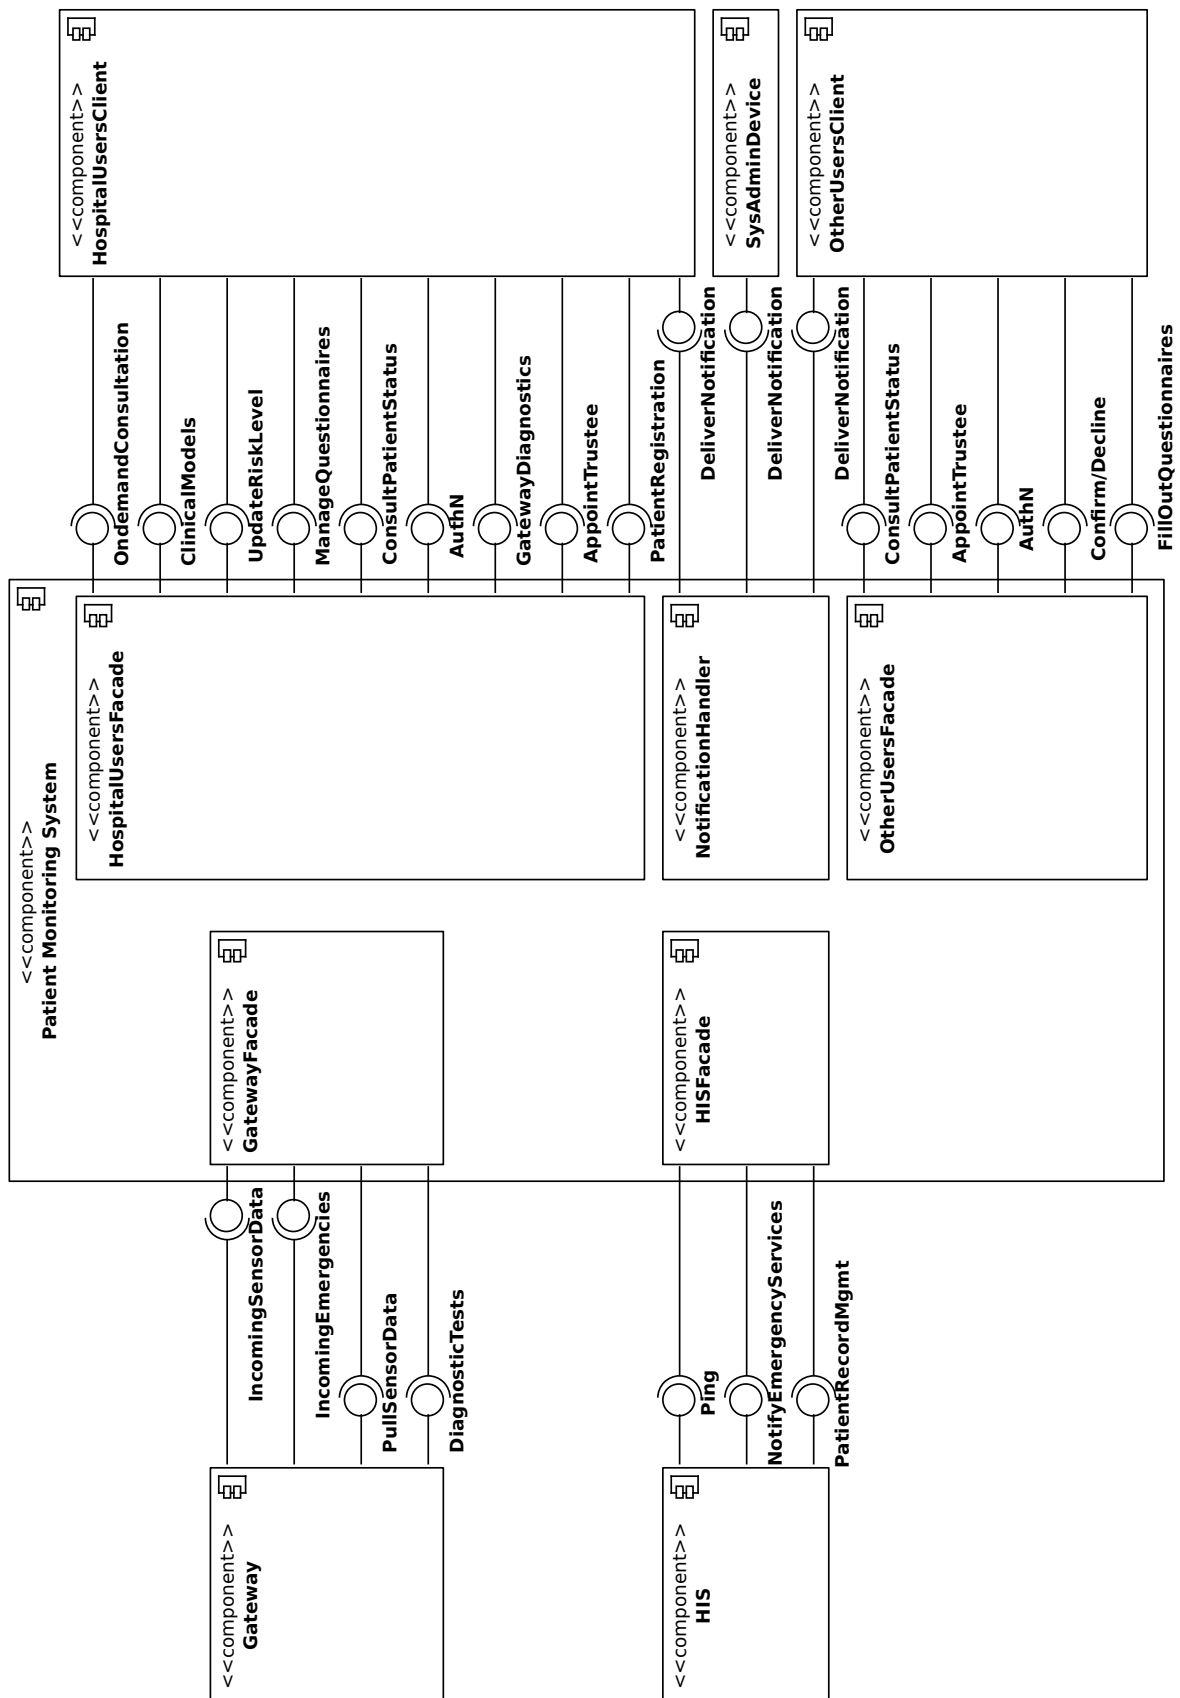 <<component>>
HospitalUsersClient
<<component>>
SysAdminDevice
<<component>>
OtherUsersClient
OndemandConsultation
ClinicalModels
UpdateRiskLevel
ManageQuestionnaires
ConsultPatientStatus
AuthN
GatewayDiagnostics
AppointTrustee
PatientRegistration
DeliverNotification
DeliverNotification
DeliverNotification
ConsultPatientStatus
AppointTrustee
AuthN
Confirm/Decline
FillOutQuestionnaires
<<component>>
Patient Monitoring System
<<component>>
HospitalUsersFacade
<<component>>
NotificationHandler
<<component>>
OtherUsersFacade
<<component>>
GatewayFacade
<<component>>
HISFacade
IncomingSensorData
IncomingEmergencies
PullSensorData
DiagnosticTests
Ping
NotifyEmergencyServices
PatientRecordMgmt
<<component>>
Gateway
<<component>>
HIS